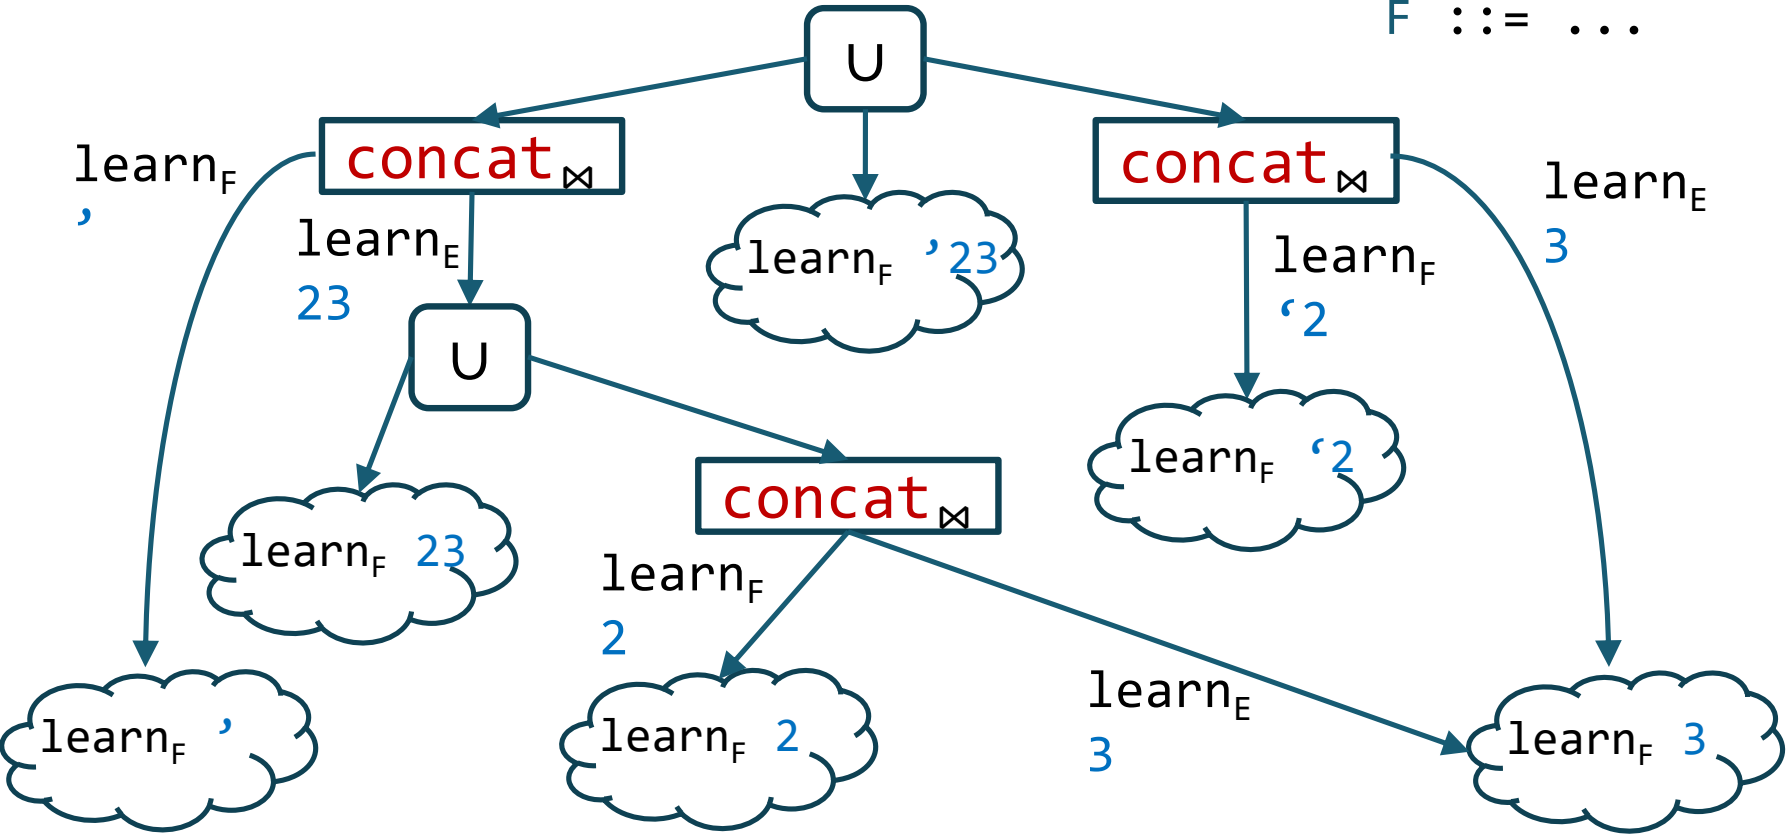 F ::= ...
∪
concat⋈
concat⋈
learnF
’
learnE
23
learnF ’23
learnF
‘2
learnE
3
∪
learnF ‘2
concat⋈
learnF 23
learnF
2
learnE
3
learnF ’
learnF 2
learnF 3